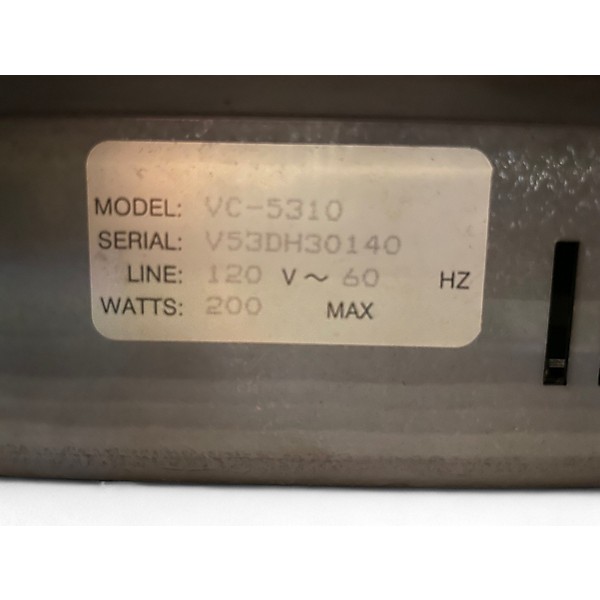 MODEL: VC-5310
SERIAL: V53DH30140
LINE: 120 V~ 60 HZ
WATTS: 200 MAX